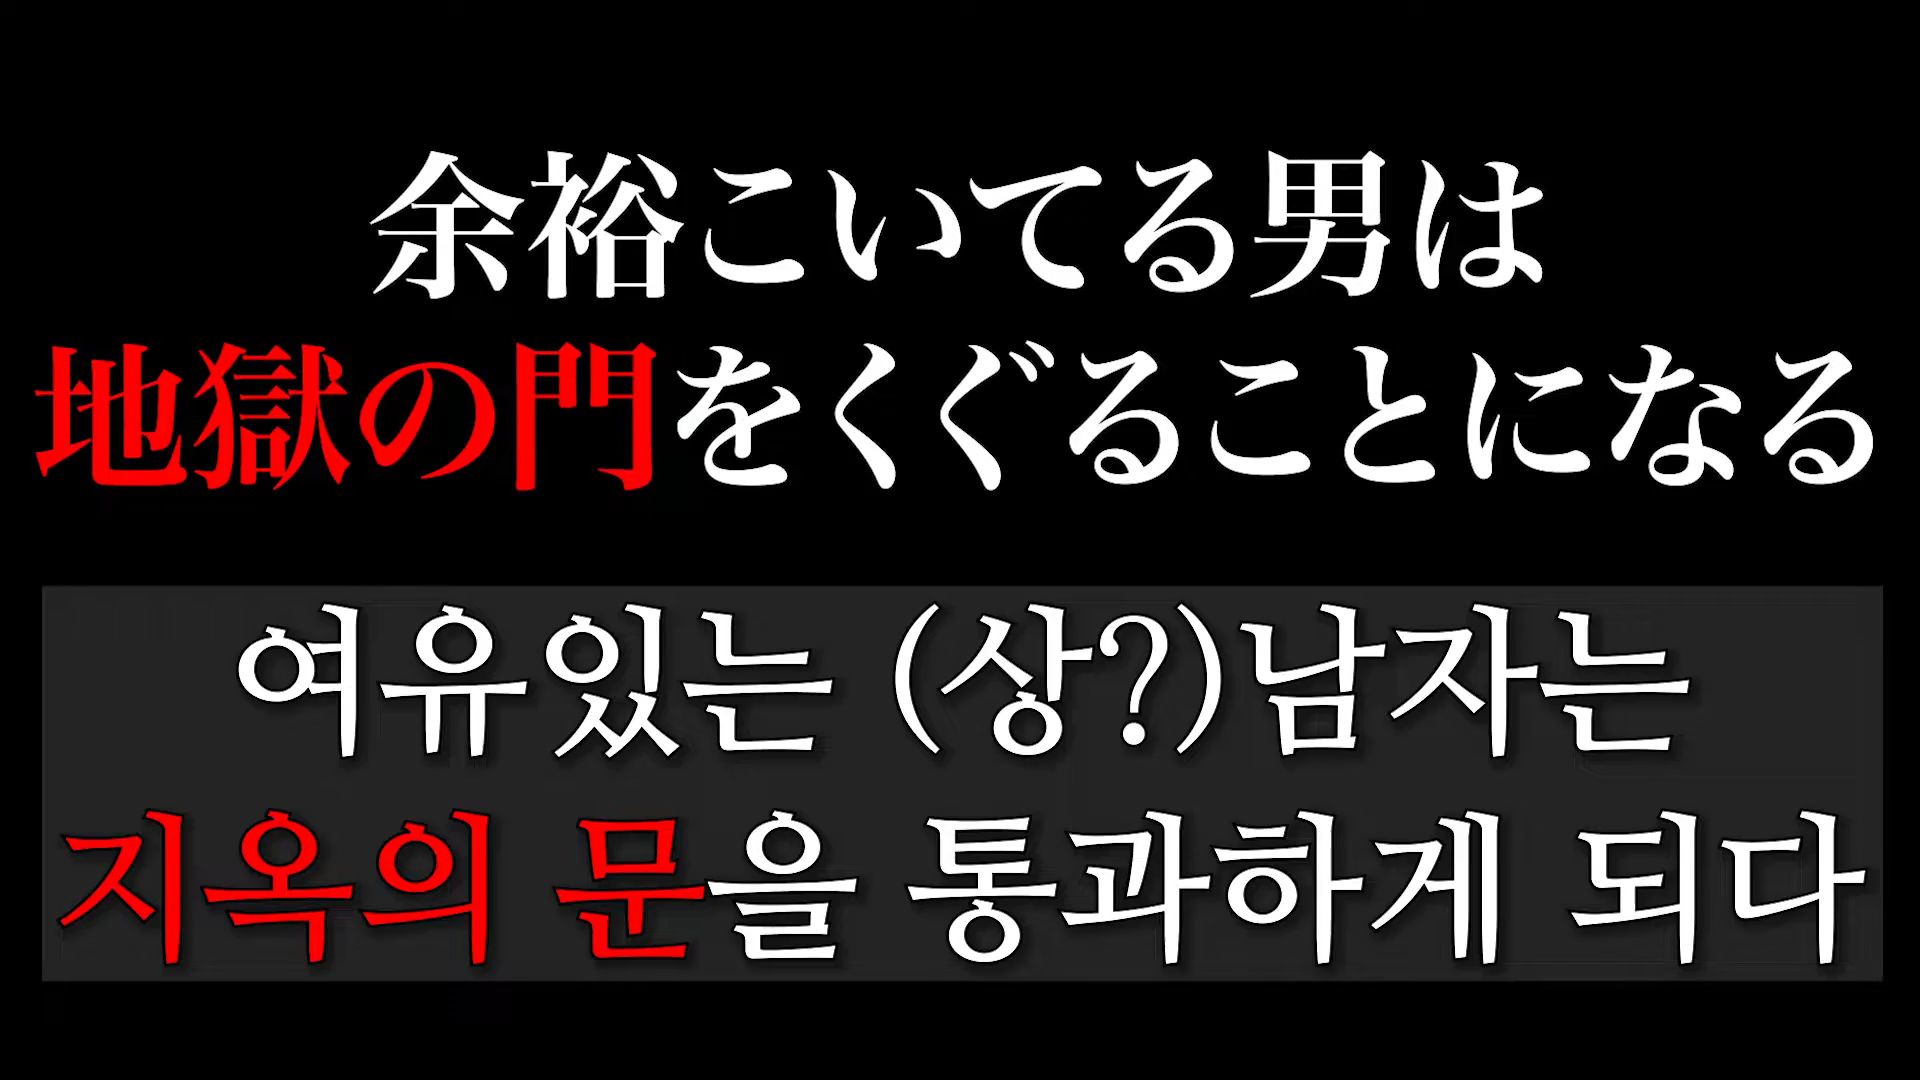 余裕こいてる男は
地獄の門をくぐることになる
여유있는 (상?)남자는
지옥의 문을 통과하게 되다